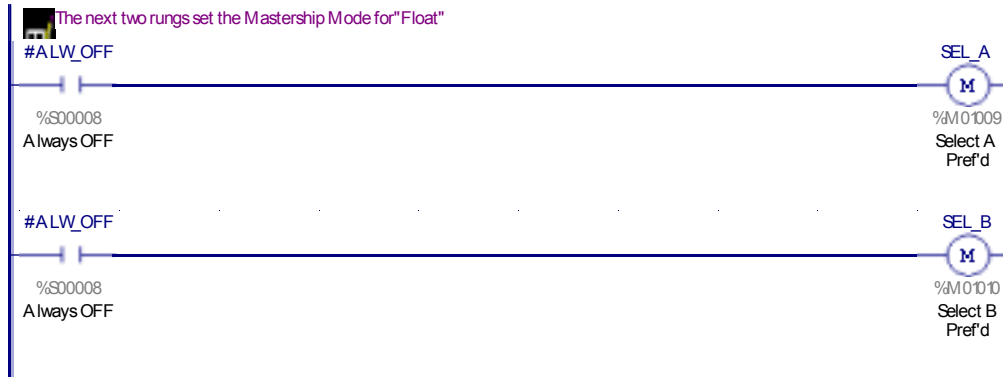 The next two rungs set the Mastership Mode for "Float"
#ALW_OFF SEL_A
M
%S00008 %M01009
Always OFF Select A
Pref'd
#ALW_OFF SEL_B
M
%S00008 %M01010
Always OFF Select B
Pref'd